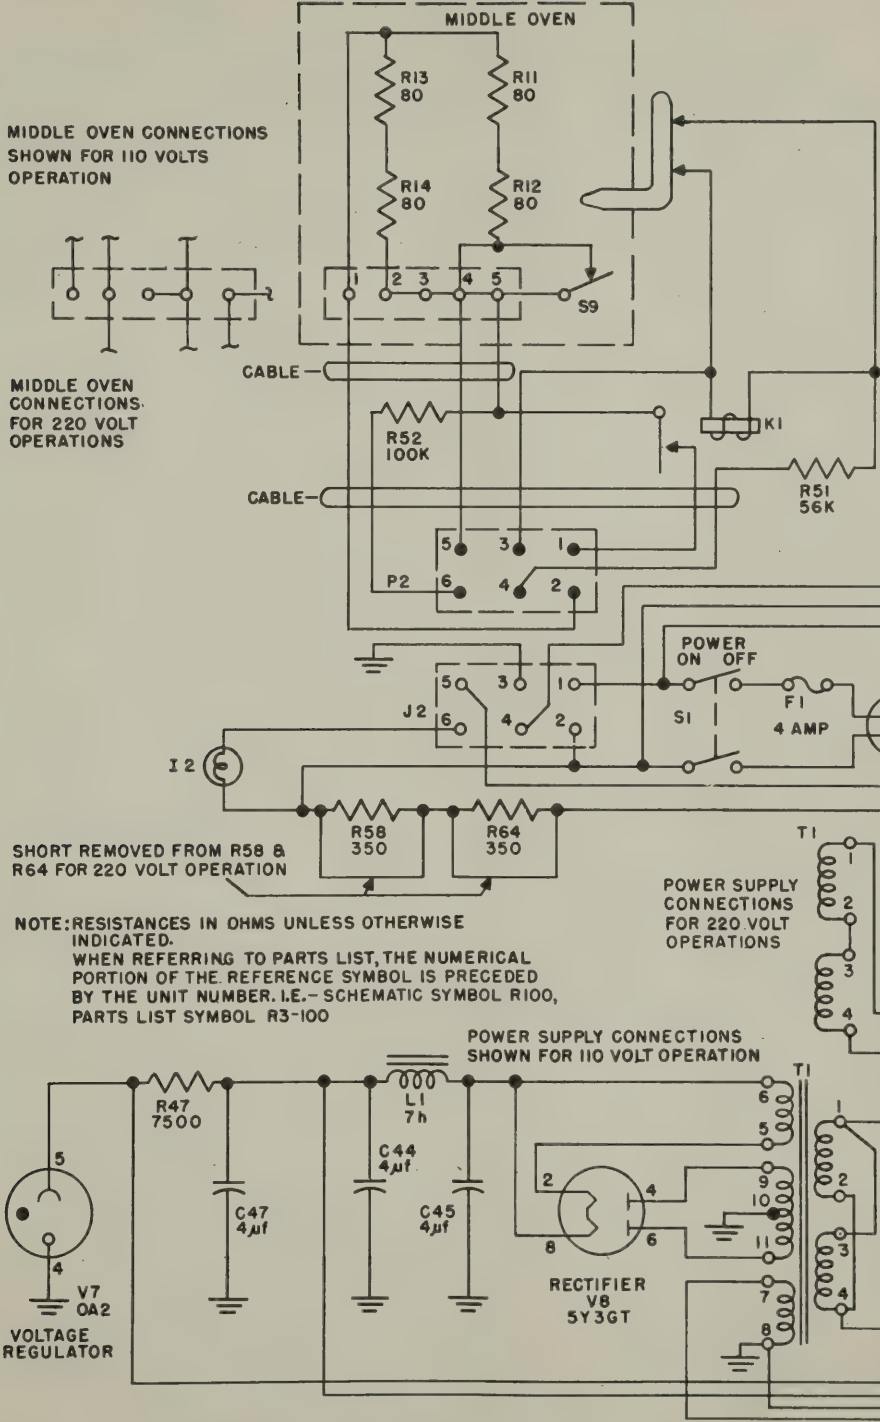 MIDDLE OVEN
R13
80
R11
80
MIDDLE OVEN CONNECTIONS
SHOWN FOR 110 VOLTS
OPERATION
R14
80
R12
80
1 2 3 4 5
S9
CABLE
MIDDLE OVEN
CONNECTIONS
FOR 220 VOLT
OPERATIONS
R52
100K
K1
R51
56K
CABLE
5 3 1
P2 6 4 2
POWER
ON OFF
5 3 1
J2
6 4 2
S1
F1
4 AMP
I2
R58
350
R64
350
SHORT REMOVED FROM R58 &
R64 FOR 220 VOLT OPERATION
T1
1
2
3
4
POWER SUPPLY
CONNECTIONS
FOR 220 VOLT
OPERATIONS
NOTE: RESISTANCES IN OHMS UNLESS OTHERWISE
INDICATED.
WHEN REFERRING TO PARTS LIST, THE NUMERICAL
PORTION OF THE REFERENCE SYMBOL IS PRECEDED
BY THE UNIT NUMBER. I.E.- SCHEMATIC SYMBOL R100,
PARTS LIST SYMBOL R3-100
POWER SUPPLY CONNECTIONS
SHOWN FOR 110 VOLT OPERATION
T1
R47
7500
L1
7h
6
5
1
2
3
4
C44
4µf
C47
4µf
C45
4µf
2 4
8 6
9
10
11
7
8
5
4
V7
OA2
VOLTAGE
REGULATOR
RECTIFIER
V8
5Y3GT